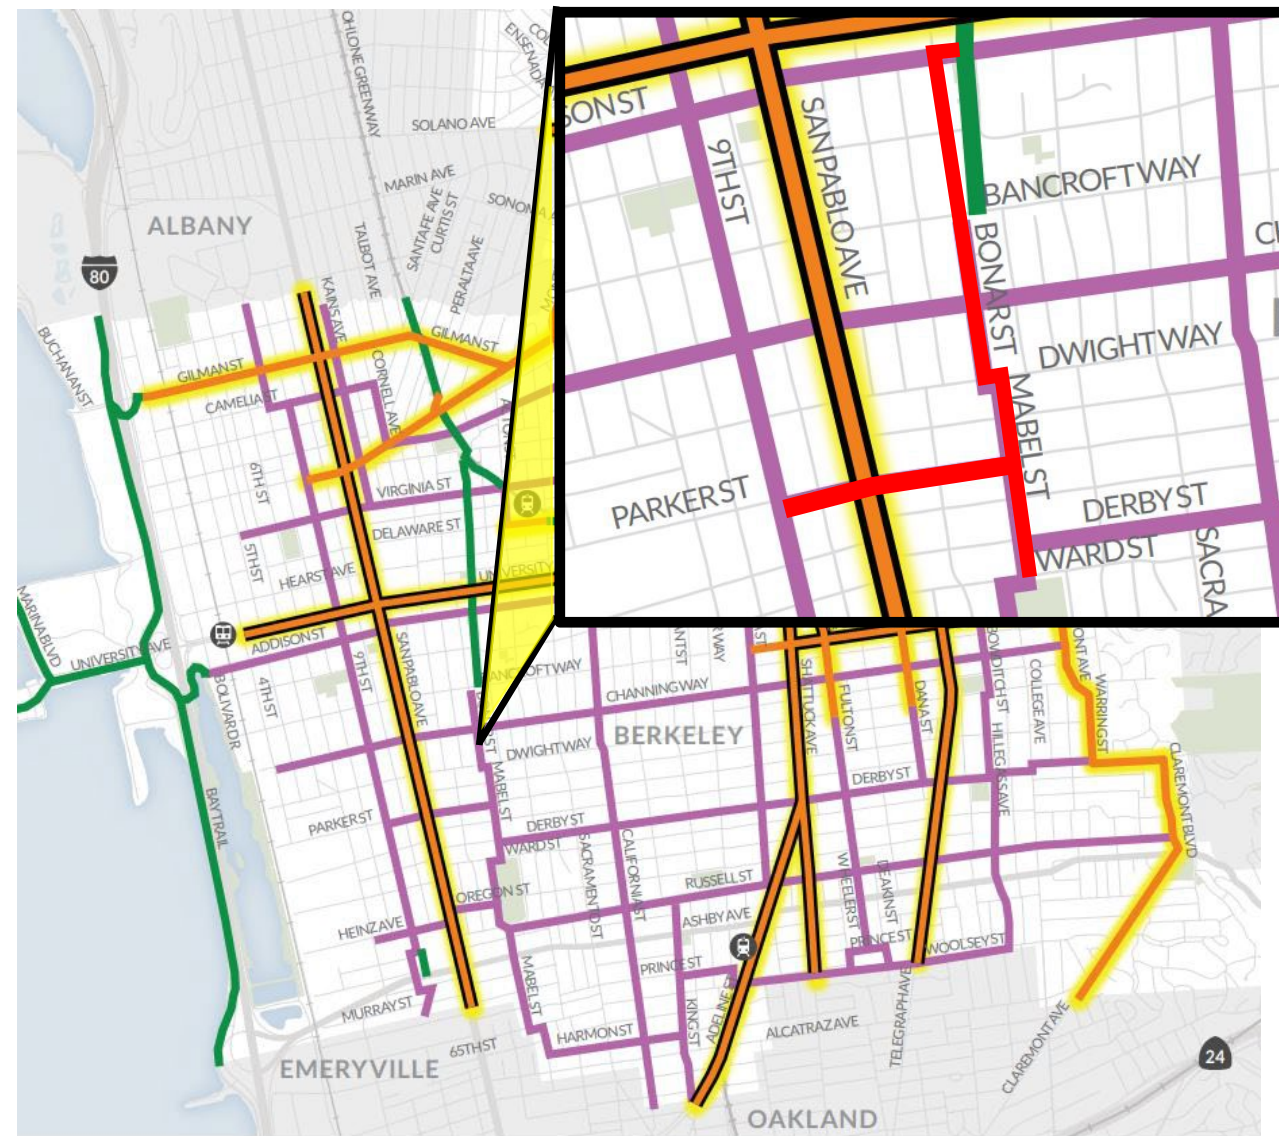 OHLONE GREENWAY
SOLANO AVE
MARIN AVE
SANTA FE AVE
CURTIS ST
TALBOT AVE
PERALTA AVE
ALBANY
80
KAINS AVE
BUCHANAN ST
GILMAN ST
GILMAN ST
CAMELIA ST
CORNELL AVE
6TH ST
VIRGINIA ST
DELAWARE ST
5TH ST
HEARST AVE
UNIVERSITY
MARINA BLVD
UNIVERSITY AVE
ADDISON ST
SAN PABLO AVE
9TH ST
BOLIVAR DR
4TH ST
CHANNING WAY
DWIGHT WAY
BERKELEY
MABEL ST
PARKER ST
DERBY ST
WARD ST
BAY TRAIL
SACRAMENTO ST
CALIFORNIA ST
OREGON ST
RUSSELL ST
HEINZ AVE
ASHBY AVE
PRINCE ST
MURRAY ST
MABEL ST
KING ST
ADELINE ST
65TH ST
HARMON ST
ALCATRAZ AVE
EMERYVILLE
OAKLAND
SHATTUCK AVE
FULTON ST
DANA ST
BOWDITCH ST
COLLEGE AVE
WARRING ST
HILLEGASS AVE
DERBY ST
CLAREMONT BLVD
WHEELER ST
DEAKIN ST
PRINCE ST
WOOLSEY ST
TELEGRAPH AVE
CLAREMONT AVE
24
SON ST
9TH ST
SAN PABLO AVE
BANCROFT WAY
BONAR ST
DWIGHT WAY
MABEL ST
PARKER ST
DERBY ST
WARD ST
SACRA